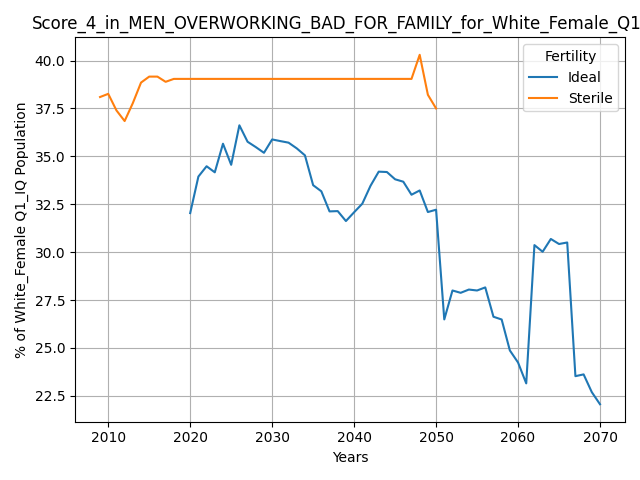 Score_4_in_MEN_OVERWORKING_BAD_FOR_FAMILY_for_White_Female_Q1
% of White_Female Q1_IQ Population
40.0
37.5
35.0
32.5
30.0
27.5
25.0
22.5
Fertility
Ideal
Sterile
2010 2020 2030 2040 2050 2060 2070
Years